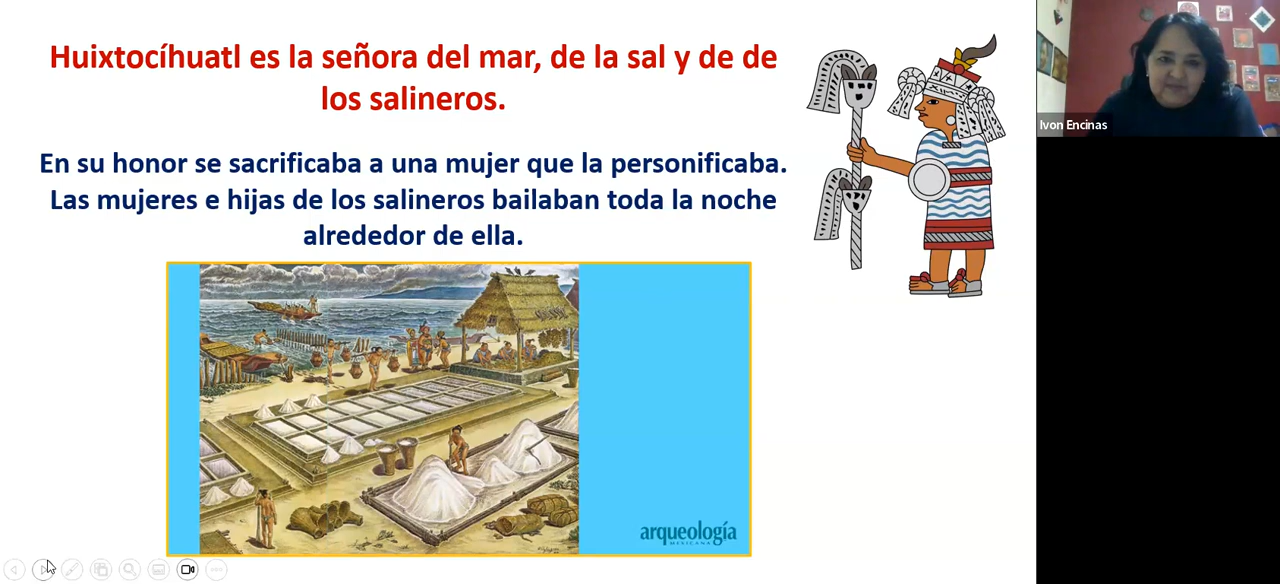 Huixtocíhuatl es la señora del mar, de la sal y de de
los salineros.
En su honor se sacrificaba a una mujer que la personificaba.
Las mujeres e hijas de los salineros bailaban toda la noche
alrededor de ella.
arqueología
MEXICANA
Ivon Encinas